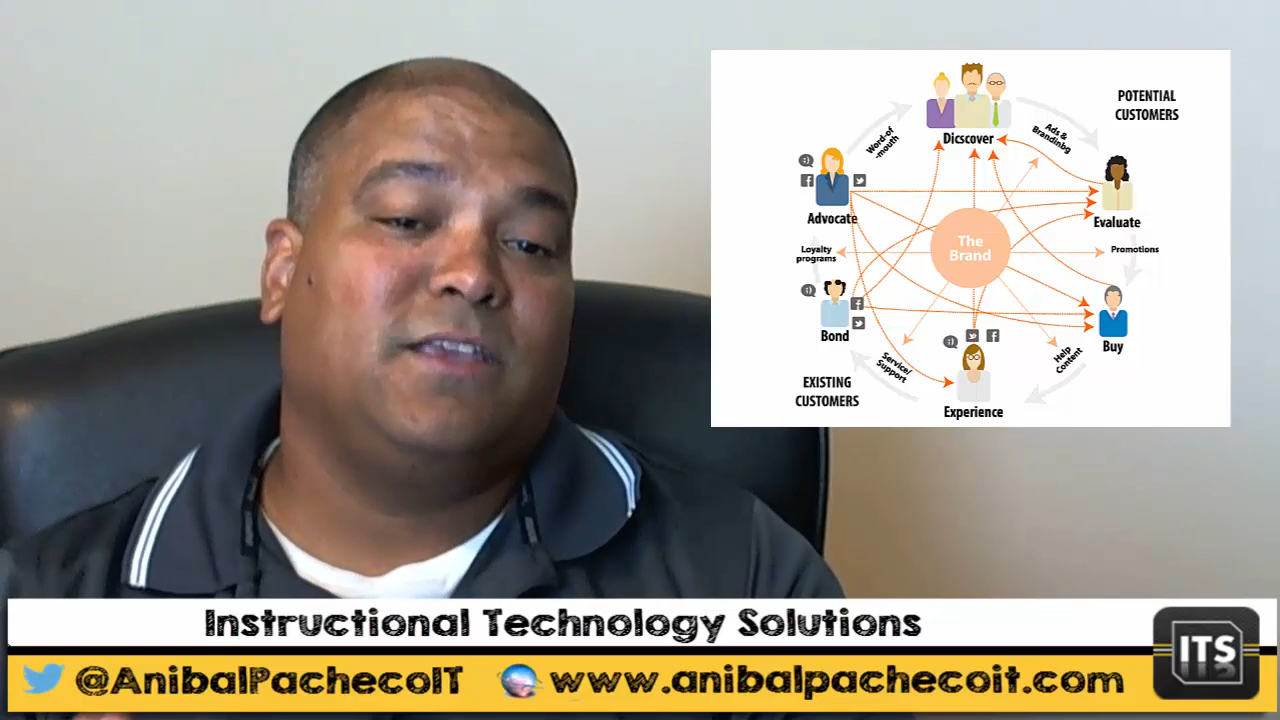 POTENTIAL
CUSTOMERS
Dicscover
Word-of
-mouth
Ads &
Brandinbg
Advocate
Evaluate
The
Brand
Loyalty
programs
Promotions
Bond
Buy
Service/
Support
Help
Content
EXISTING
CUSTOMERS
Experience
Instructional Technology Solutions
ITS
@AnibalPachecoIT
www.anibalpachecoit.com